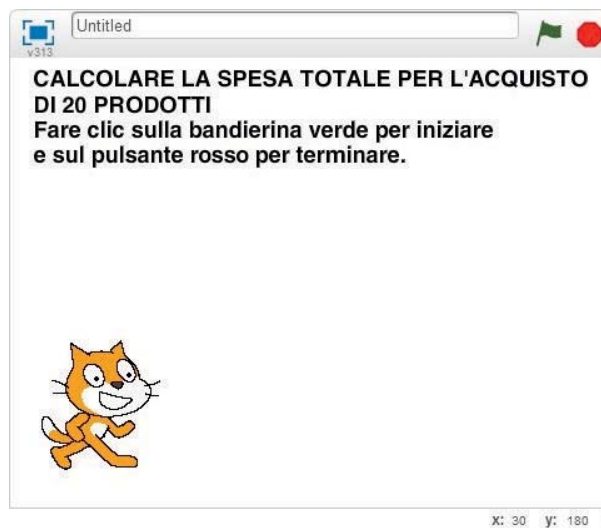 Untitled
v313
CALCOLARE LA SPESA TOTALE PER L'ACQUISTO
DI 20 PRODOTTI
Fare clic sulla bandierina verde per iniziare
e sul pulsante rosso per terminare.
x: 30 y: 180